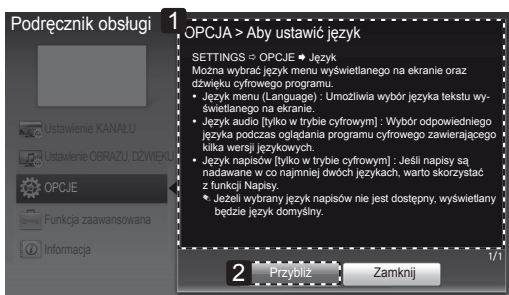 Podręcznik obsługi
1
OPCJA > Aby ustawić język
SETTINGS ⇨ OPCJE ➡ Język
Można wybrać język menu wyświetlanego na ekranie oraz
dźwięku cyfrowego programu.
• Język menu (Language) : Umożliwia wybór języka tekstu wy-
świetlanego na ekranie.
• Język audio [tylko w trybie cyfrowym] : Wybór odpowiedniego
języka podczas oglądania programu cyfrowego zawierającego
kilka wersji językowych.
• Język napisów [tylko w trybie cyfrowym] : Jeśli napisy są
nadawane w co najmniej dwóch językach, warto skorzystać
z funkcji Napisy.
✎ Jeżeli wybrany język napisów nie jest dostępny, wyświetlany
będzie język domyślny.
Ustawienie KANAŁU
Ustawienie OBRAZU, DŹWIĘKU
OPCJE
Funkcja zaawansowana
Informacja
1/1
2
Przybliż
Zamknij